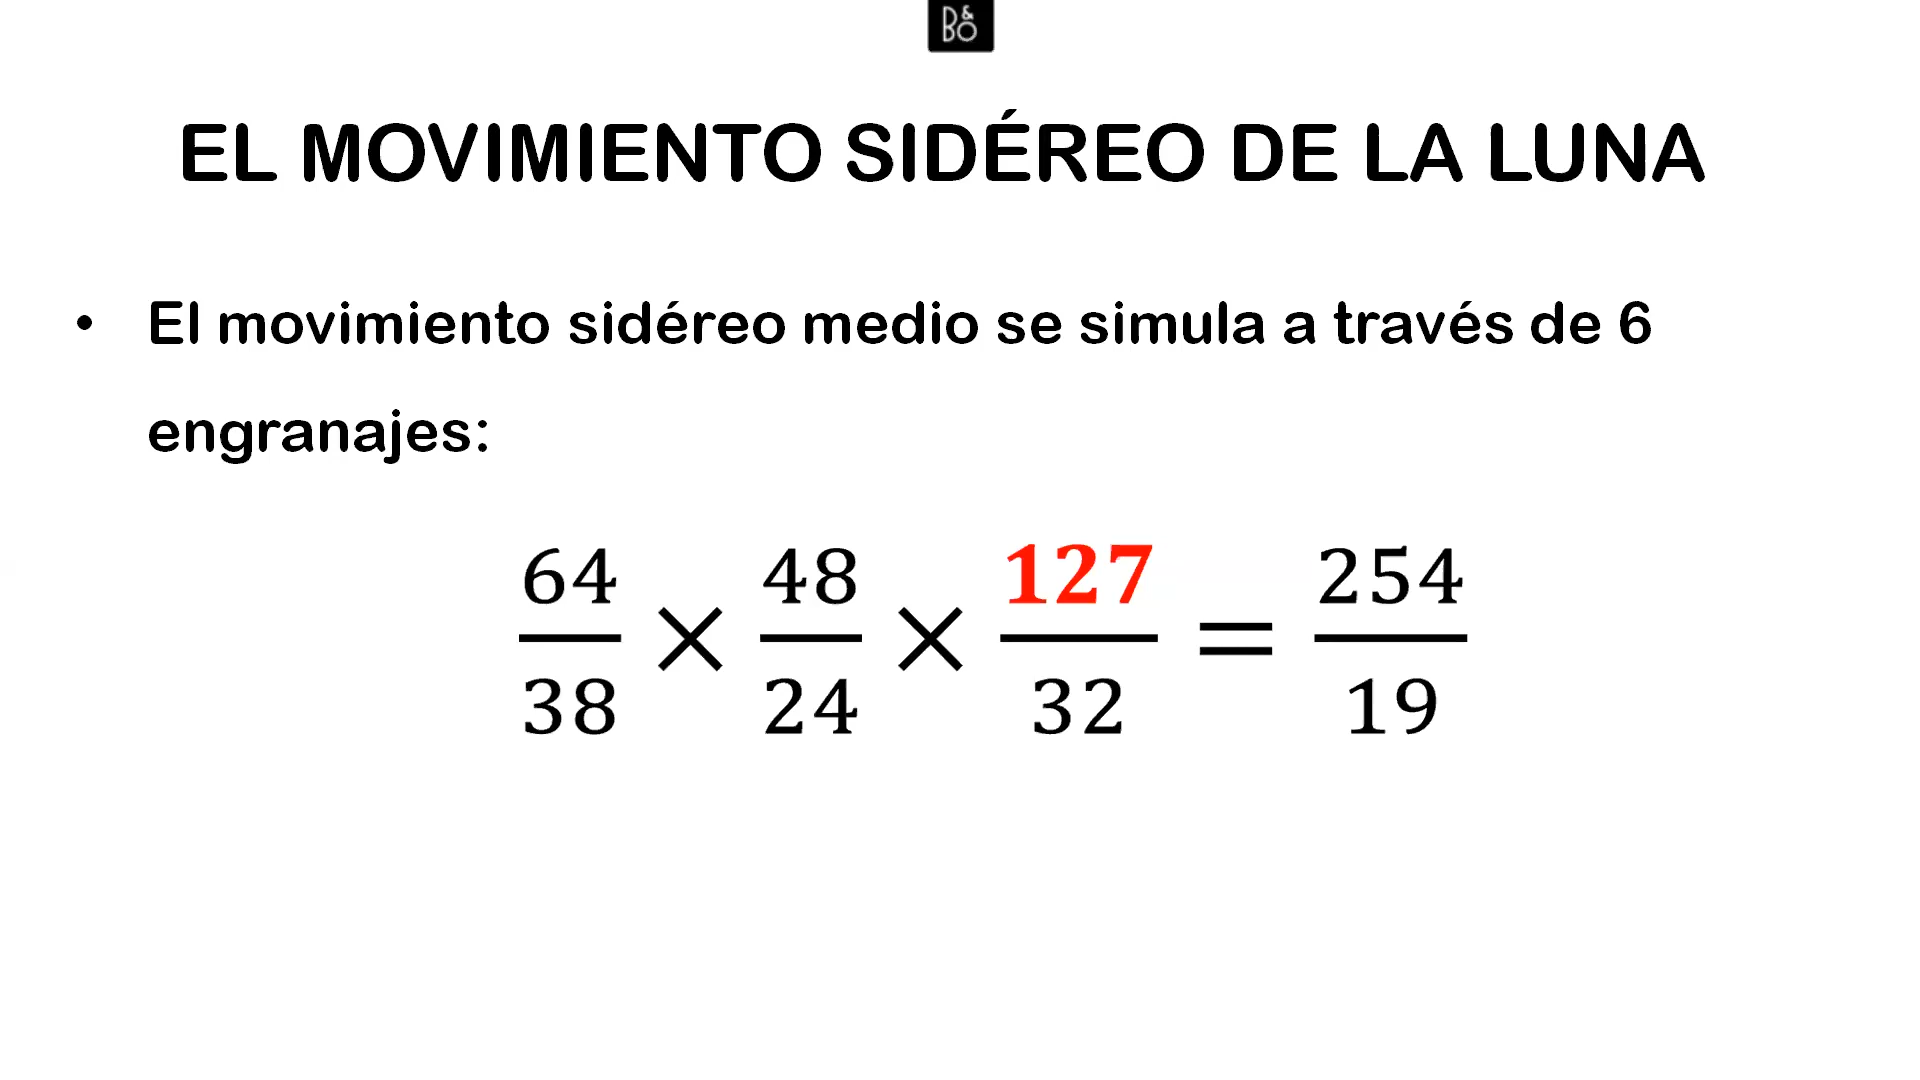 B&O
EL MOVIMIENTO SIDÉREO DE LA LUNA
• El movimiento sidéreo medio se simula a través de 6
engranajes:
64/38 × 48/24 × 127/32 = 254/19